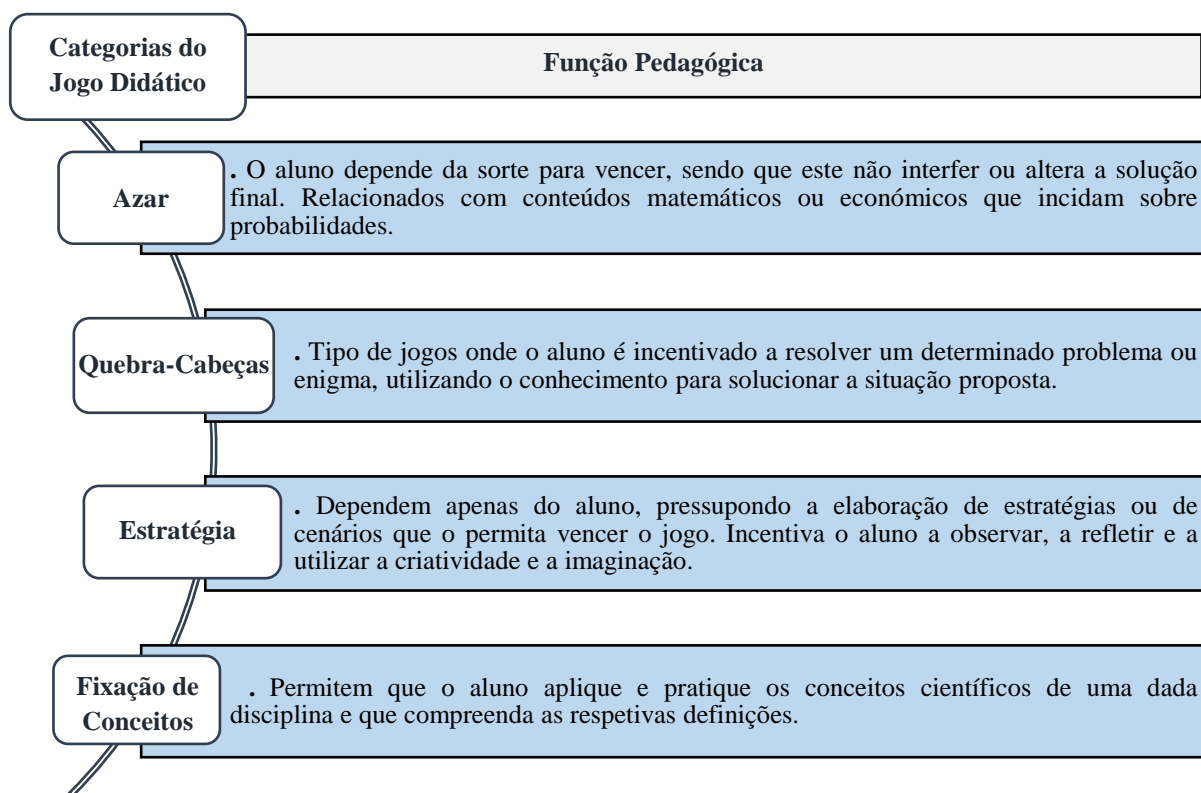 Categorias do
Jogo Didático
Função Pedagógica
Azar
. O aluno depende da sorte para vencer, sendo que este não interfer ou altera a solução
final. Relacionados com conteúdos matemáticos ou económicos que incidam sobre
probabilidades.
Quebra-Cabeças
. Tipo de jogos onde o aluno é incentivado a resolver um determinado problema ou
enigma, utilizando o conhecimento para solucionar a situação proposta.
Estratégia
. Dependem apenas do aluno, pressupondo a elaboração de estratégias ou de
cenários que o permita vencer o jogo. Incentiva o aluno a observar, a refletir e a
utilizar a criatividade e a imaginação.
Fixação de
Conceitos
. Permitem que o aluno aplique e pratique os conceitos científicos de uma dada
disciplina e que compreenda as respetivas definições.